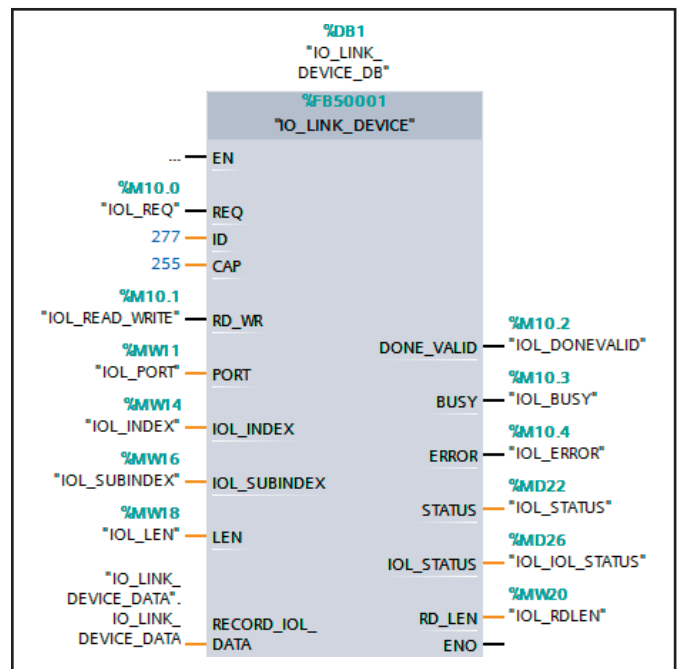 %DB1
"IO_LINK_
DEVICE_DB"
%FB50001
"IO_LINK_DEVICE"
... EN
%M10.0
"IOL_REQ" REQ
277 ID
255 CAP
%M10.1
"IOL_READ_WRITE" RD_WR
%MW11
"IOL_PORT" PORT
%MW14
"IOL_INDEX" IOL_INDEX
%MW16
"IOL_SUBINDEX" IOL_SUBINDEX
%MW18
"IOL_LEN" LEN
"IO_LINK_
DEVICE_DATA".
IO_LINK_
DEVICE_DATA
RECORD_IOL_
DATA
%M10.2
DONE_VALID "IOL_DONEVALID"
%M10.3
BUSY "IOL_BUSY"
%M10.4
ERROR "IOL_ERROR"
%MD22
STATUS "IOL_STATUS"
%MD26
IOL_STATUS "IOL_IOL_STATUS"
%MW20
RD_LEN "IOL_RDLEN"
ENO